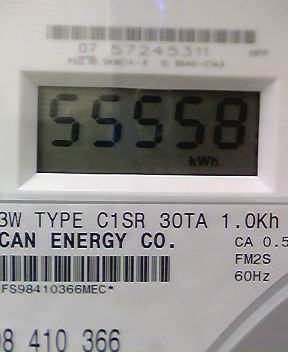 07 57245311
55558
kWh
3W TYPE C1SR 30TA 1.0Kh
CAN ENERGY CO.
CA 0.5
FM2S
60Hz
FS98410366MEC*
98 410 366